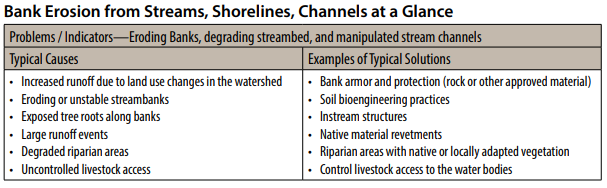 Bank Erosion from Streams, Shorelines, Channels at a Glance
Problems / Indicators—Eroding Banks, degrading streambed, and manipulated stream channels
Typical Causes
• Increased runoff due to land use changes in the watershed
• Eroding or unstable streambanks
• Exposed tree roots along banks
• Large runoff events
• Degraded riparian areas
• Uncontrolled livestock access
Examples of Typical Solutions
• Bank armor and protection (rock or other approved material)
• Soil bioengineering practices
• Instream structures
• Native material revetments
• Riparian areas with native or locally adapted vegetation
• Control livestock access to the water bodies